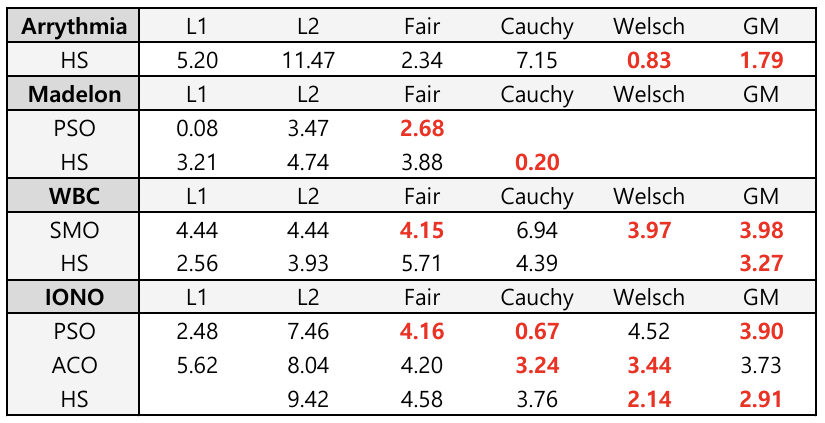 Arrythmia L1 L2 Fair Cauchy Welsch GM
HS 5.20 11.47 2.34 7.15 0.83 1.79
Madelon L1 L2 Fair Cauchy Welsch GM
PSO 0.08 3.47 2.68
HS 3.21 4.74 3.88 0.20
WBC L1 L2 Fair Cauchy Welsch GM
SMO 4.44 4.44 4.15 6.94 3.97 3.98
HS 2.56 3.93 5.71 4.39 3.27
IONO L1 L2 Fair Cauchy Welsch GM
PSO 2.48 7.46 4.16 0.67 4.52 3.90
ACO 5.62 8.04 4.20 3.24 3.44 3.73
HS 9.42 4.58 3.76 2.14 2.91